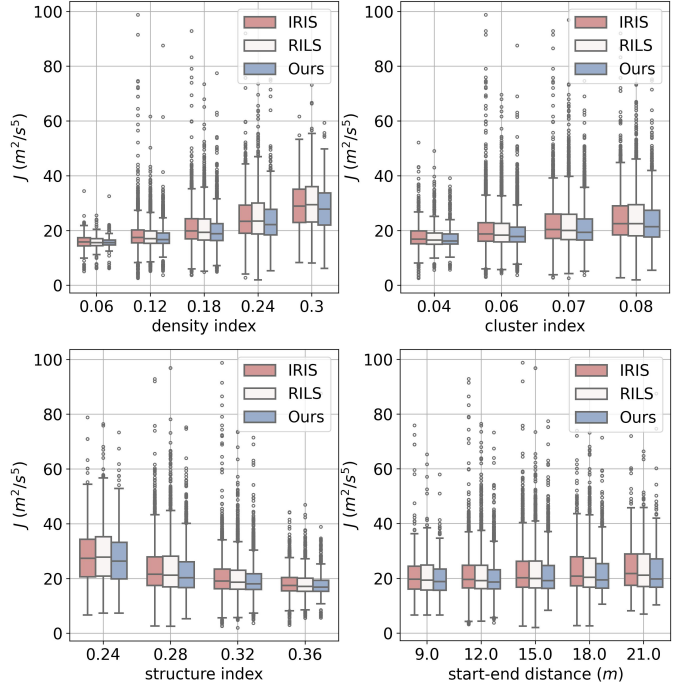 100
80
60
40
20
0
J (m²/s⁵)
IRIS
RILS
Ours
0.06 0.12 0.18 0.24 0.3
density index
100
80
60
40
20
0
J (m²/s⁵)
IRIS
RILS
Ours
0.04 0.06 0.07 0.08
cluster index
100
80
60
40
20
0
J (m²/s⁵)
IRIS
RILS
Ours
0.24 0.28 0.32 0.36
structure index
100
80
60
40
20
0
J (m²/s⁵)
IRIS
RILS
Ours
9.0 12.0 15.0 18.0 21.0
start-end distance (m)